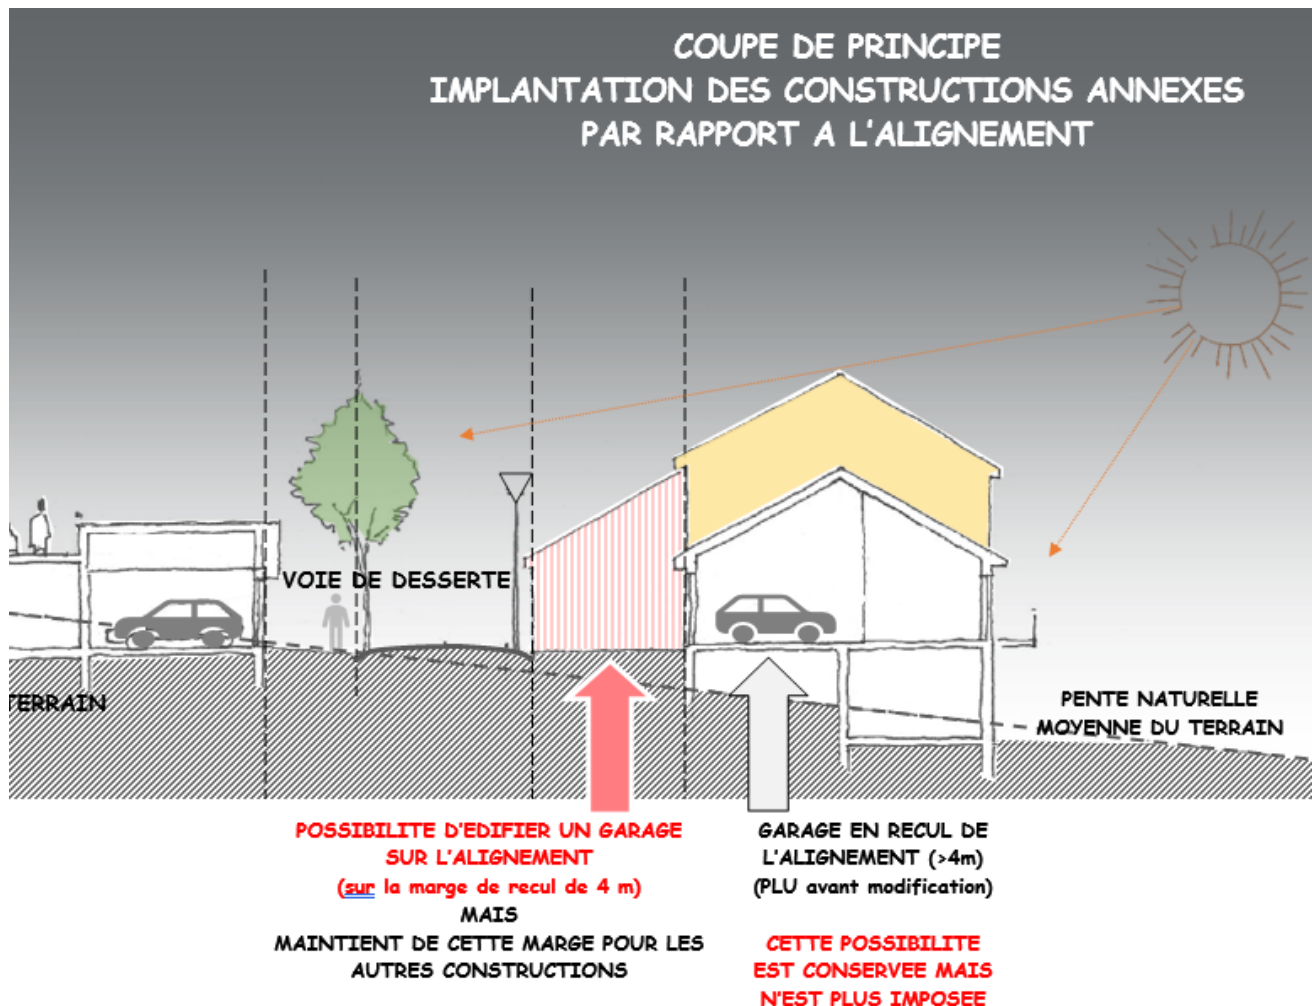 COUPE DE PRINCIPE
IMPLANTATION DES CONSTRUCTIONS ANNEXES
PAR RAPPORT A L'ALIGNEMENT
VOIE DE DESSERTE
TERRAIN
PENTE NATURELLE
MOYENNE DU TERRAIN
POSSIBILITE D'EDIFIER UN GARAGE
SUR L'ALIGNEMENT
(sur la marge de recul de 4 m)
MAIS
MAINTIENT DE CETTE MARGE POUR LES
AUTRES CONSTRUCTIONS
GARAGE EN RECUL DE
L'ALIGNEMENT (>4m)
(PLU avant modification)
CETTE POSSIBILITE
EST CONSERVEE MAIS
N'EST PLUS IMPOSEE